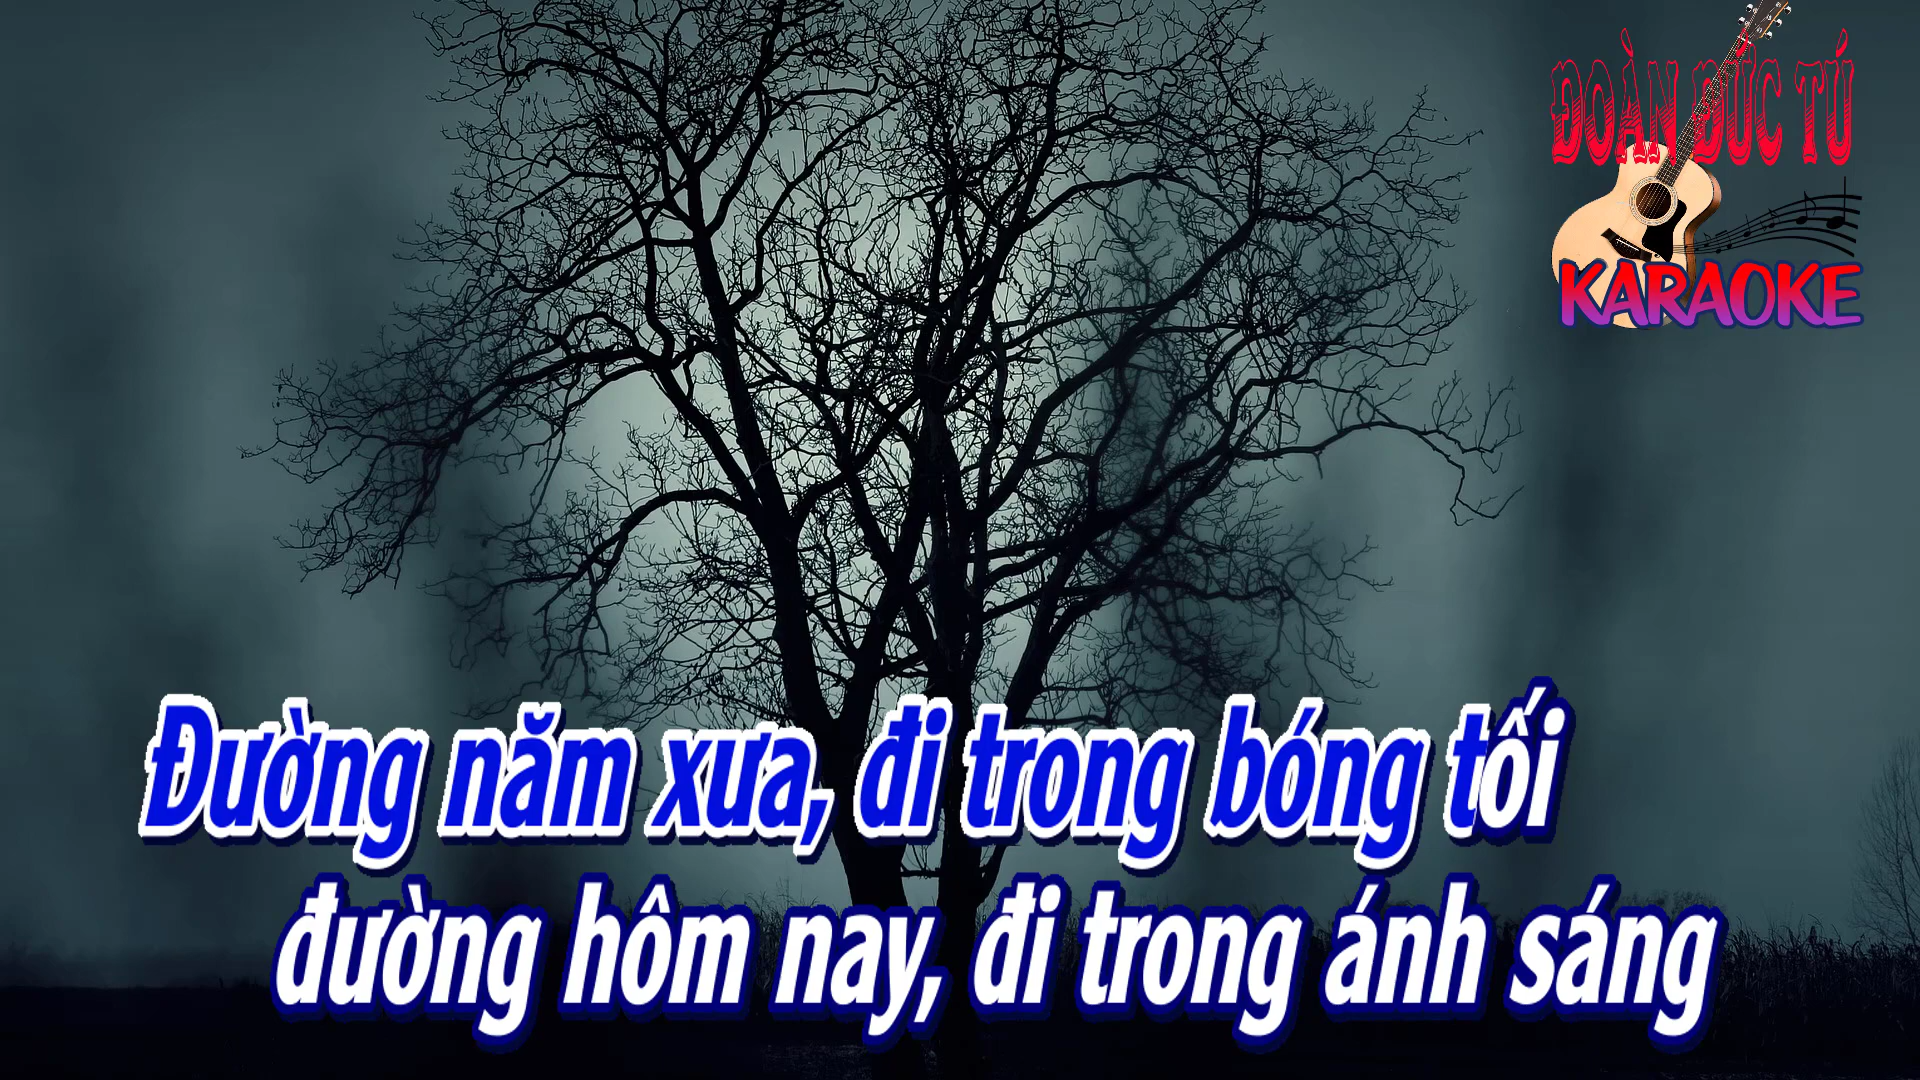 ĐOÀN ĐỨC TÚ
KARAOKE
Đường năm xưa, đi trong bóng tối
đường hôm nay, đi trong ánh sáng